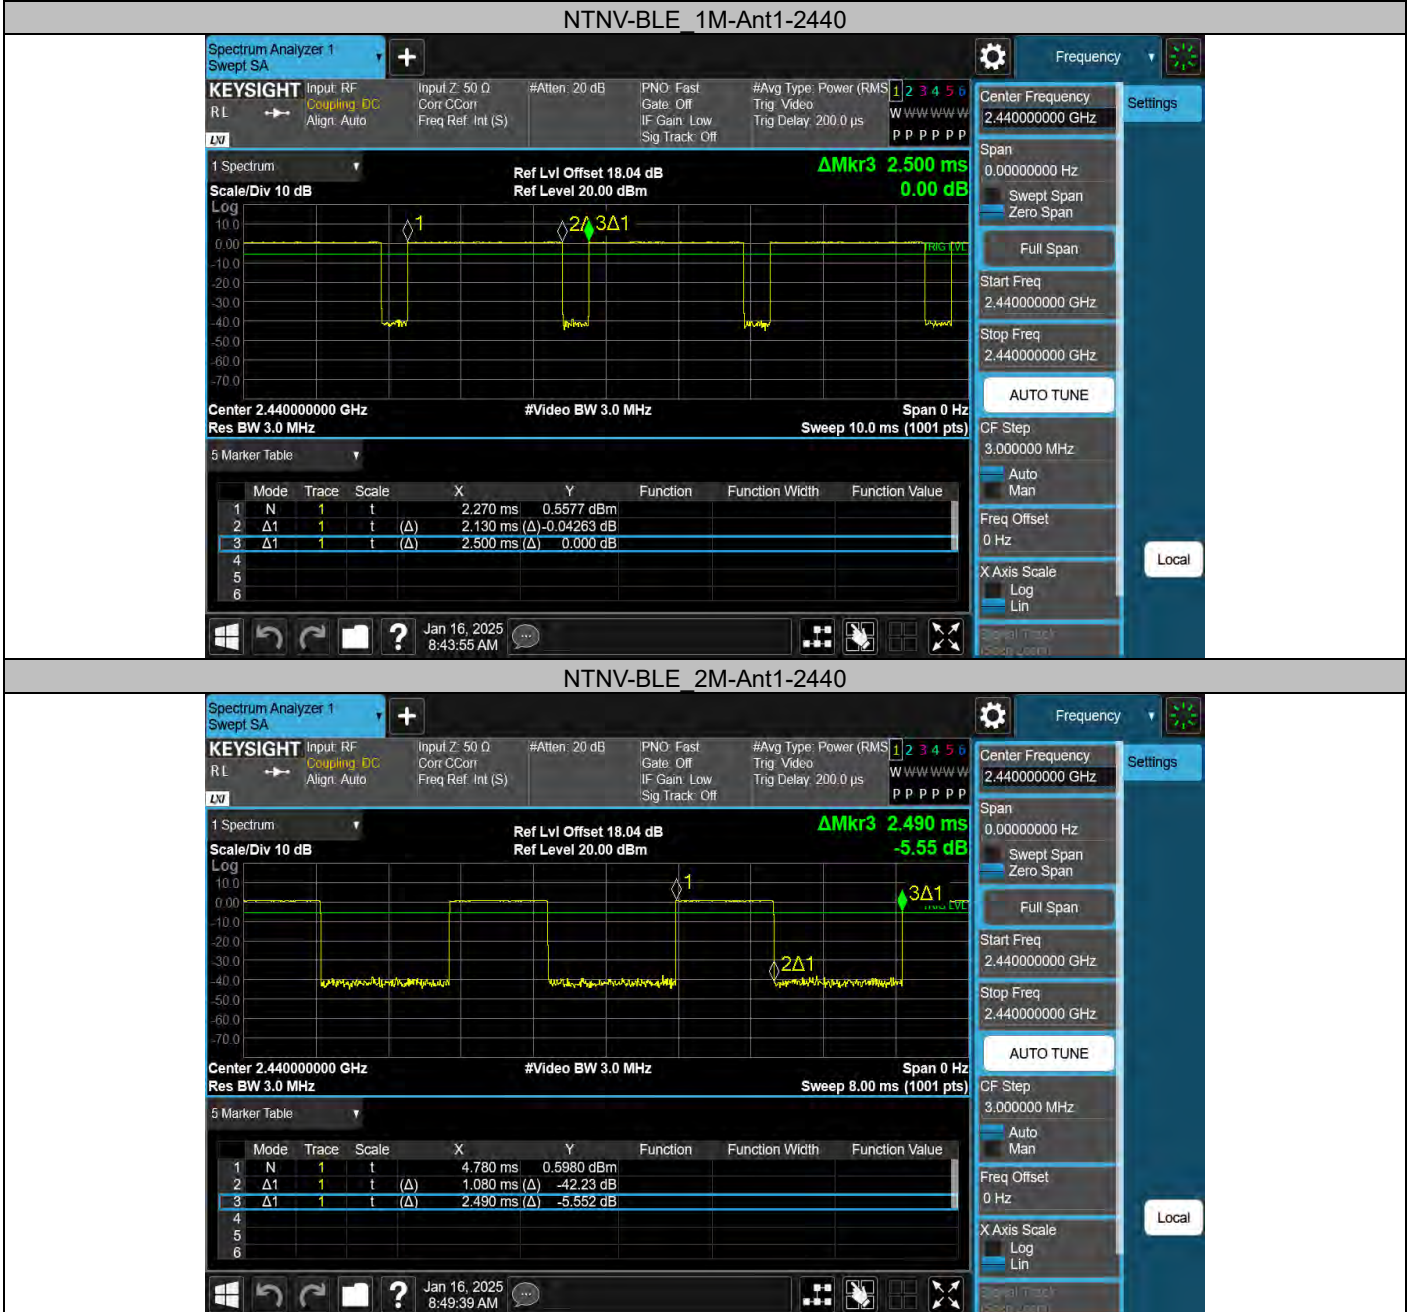 NTNV-BLE_1M-Ant1-2440
Spectrum Analyzer 1
Swept SA
Frequency
KEYSIGHT
RL
LXI
Input: RF
Coupling: DC
Align: Auto
Input Z: 50 Ω
Corr CCorr
Freq Ref: Int (S)
#Atten: 20 dB
PNO: Fast
Gate: Off
IF Gain: Low
Sig Track: Off
#Avg Type: Power (RMS
Trig: Video
Trig Delay: 200.0 µs
1 2 3 4 5 6
W W W W W W
P P P P P P
Center Frequency
2.440000000 GHz
Settings
Span
0.00000000 Hz
Swept Span
Zero Span
Full Span
Start Freq
2.440000000 GHz
Stop Freq
2.440000000 GHz
AUTO TUNE
CF Step
3.000000 MHz
Auto
Man
Freq Offset
0 Hz
X Axis Scale
Log
Lin
Signal Track
(Span Zoom)
Local
1 Spectrum
Scale/Div 10 dB
Ref Lvl Offset 18.04 dB
Ref Level 20.00 dBm
ΔMkr3 2.500 ms
0.00 dB
Log
10.0
0.00
-10.0
-20.0
-30.0
-40.0
-50.0
-60.0
-70.0
1
2Δ 3Δ1
TRIG LVL
Center 2.440000000 GHz
#Video BW 3.0 MHz
Span 0 Hz
Res BW 3.0 MHz
Sweep 10.0 ms (1001 pts)
5 Marker Table
Mode Trace Scale X Y Function Function Width Function Value
1 N 1 t 2.270 ms 0.5577 dBm
2 Δ1 1 t (Δ) 2.130 ms (Δ) -0.04263 dB
3 Δ1 1 t (Δ) 2.500 ms (Δ) 0.000 dB
4
5
6
?
Jan 16, 2025
8:43:55 AM
NTNV-BLE_2M-Ant1-2440
Spectrum Analyzer 1
Swept SA
Frequency
KEYSIGHT
RL
LXI
Input: RF
Coupling: DC
Align: Auto
Input Z: 50 Ω
Corr CCorr
Freq Ref: Int (S)
#Atten: 20 dB
PNO: Fast
Gate: Off
IF Gain: Low
Sig Track: Off
#Avg Type: Power (RMS
Trig: Video
Trig Delay: 200.0 µs
1 2 3 4 5 6
W W W W W W
P P P P P P
Center Frequency
2.440000000 GHz
Settings
Span
0.00000000 Hz
Swept Span
Zero Span
Full Span
Start Freq
2.440000000 GHz
Stop Freq
2.440000000 GHz
AUTO TUNE
CF Step
3.000000 MHz
Auto
Man
Freq Offset
0 Hz
X Axis Scale
Log
Lin
Signal Track
Local
1 Spectrum
Scale/Div 10 dB
Ref Lvl Offset 18.04 dB
Ref Level 20.00 dBm
ΔMkr3 2.490 ms
-5.55 dB
Log
10.0
0.00
-10.0
-20.0
-30.0
-40.0
-50.0
-60.0
-70.0
1
2Δ1
3Δ1
TRIG LVL
Center 2.440000000 GHz
#Video BW 3.0 MHz
Span 0 Hz
Res BW 3.0 MHz
Sweep 8.00 ms (1001 pts)
5 Marker Table
Mode Trace Scale X Y Function Function Width Function Value
1 N 1 t 4.780 ms 0.5980 dBm
2 Δ1 1 t (Δ) 1.080 ms (Δ) -42.23 dB
3 Δ1 1 t (Δ) 2.490 ms (Δ) -5.552 dB
4
5
6
?
Jan 16, 2025
8:49:39 AM